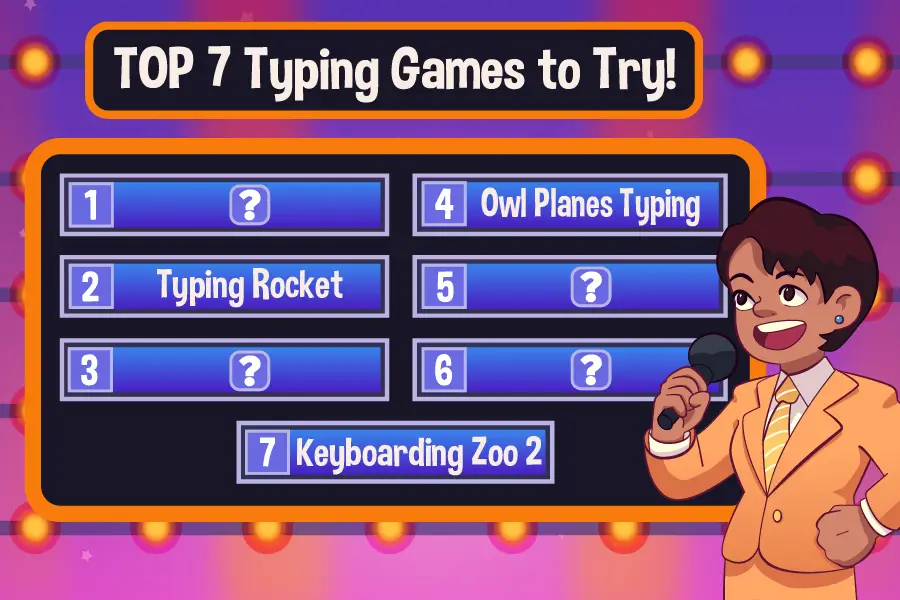 TOP 7 Typing Games to Try!
1 ?
2 Typing Rocket
3 ?
4 Owl Planes Typing
5 ?
6 ?
7 Keyboarding Zoo 2